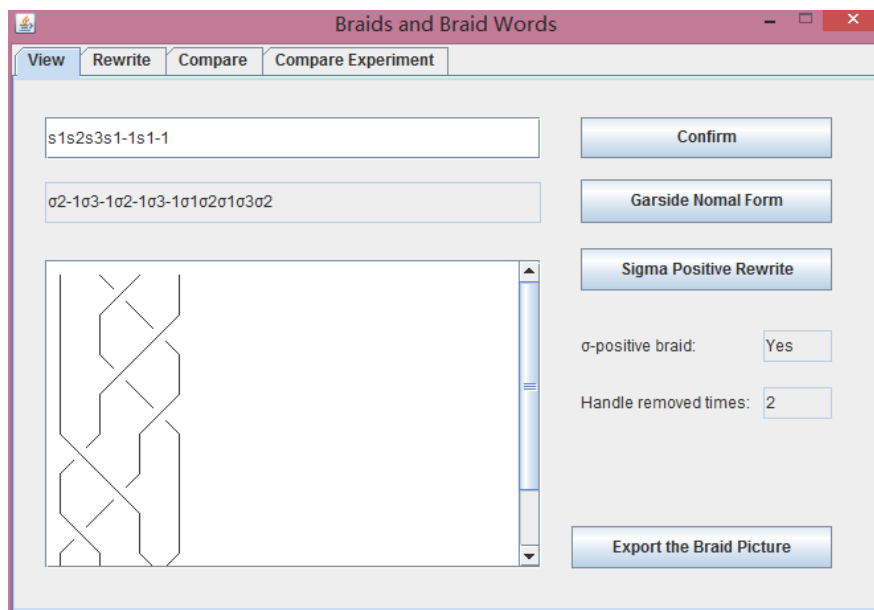 Braids and Braid Words
View Rewrite Compare Compare Experiment
s1s2s3s1-1s1-1
Confirm
σ2-1σ3-1σ2-1σ3-1σ1σ2σ1σ3σ2
Garside Nomal Form
Sigma Positive Rewrite
σ-positive braid: Yes
Handle removed times: 2
Export the Braid Picture